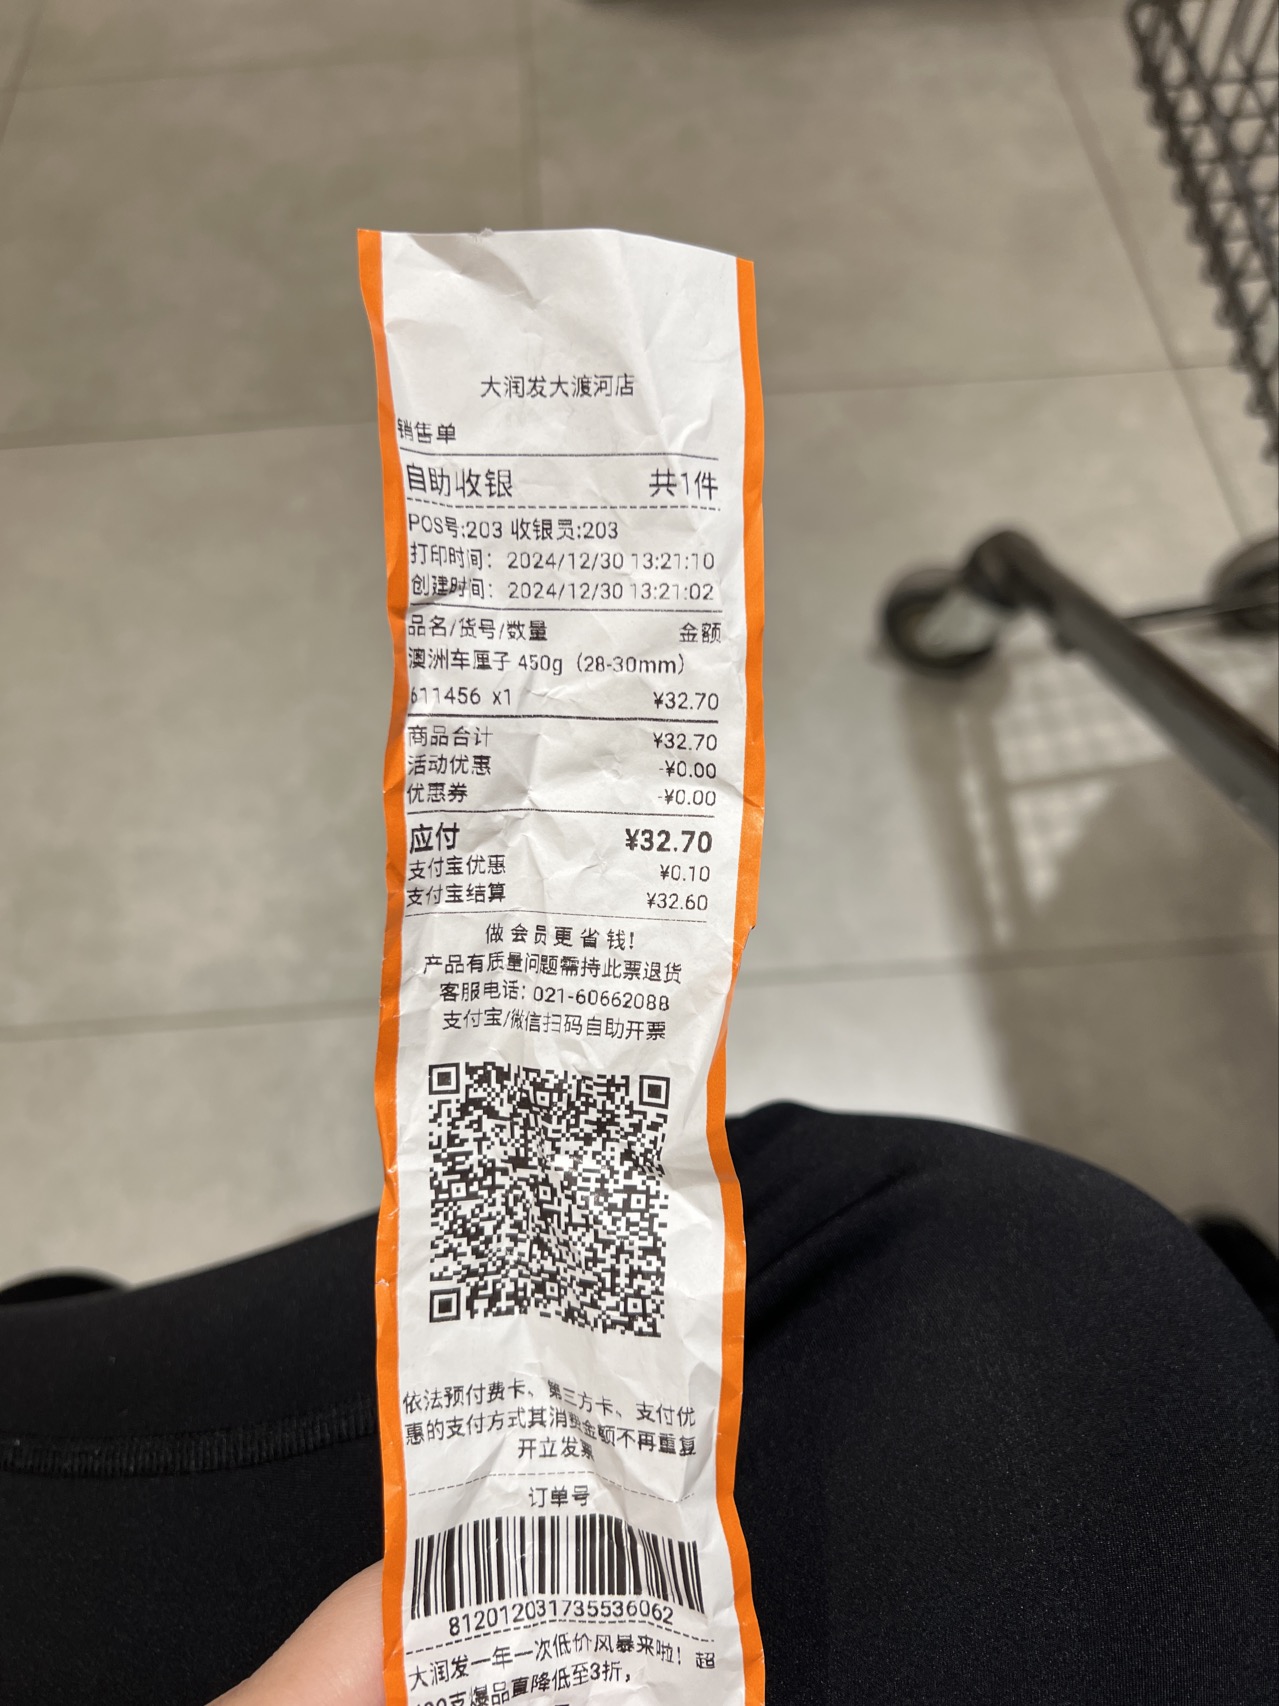 大润发大渡河店
销售单
自助收银 共1件
POS号:203 收银员:203
打印时间: 2024/12/30 13:21:10
创建时间: 2024/12/30 13:21:02
品名/货号/数量 金额
澳洲车厘子 450g (28-30mm)
611456 x1 ¥32.70
商品合计 ¥32.70
活动优惠 -¥0.00
优惠券 -¥0.00
应付 ¥32.70
支付宝优惠 ¥0.10
支付宝结算 ¥32.60
做会员更省钱!
产品有质量问题需持此票退货
客服电话: 021-60662088
支付宝/微信扫码自助开票
依法预付费卡、第三方卡、支付优
惠的支付方式其消费金额不再重复
开立发票
订单号
812012031735536062
大润发一年一次低价风暴来啦! 超
支爆品直降低至3折,